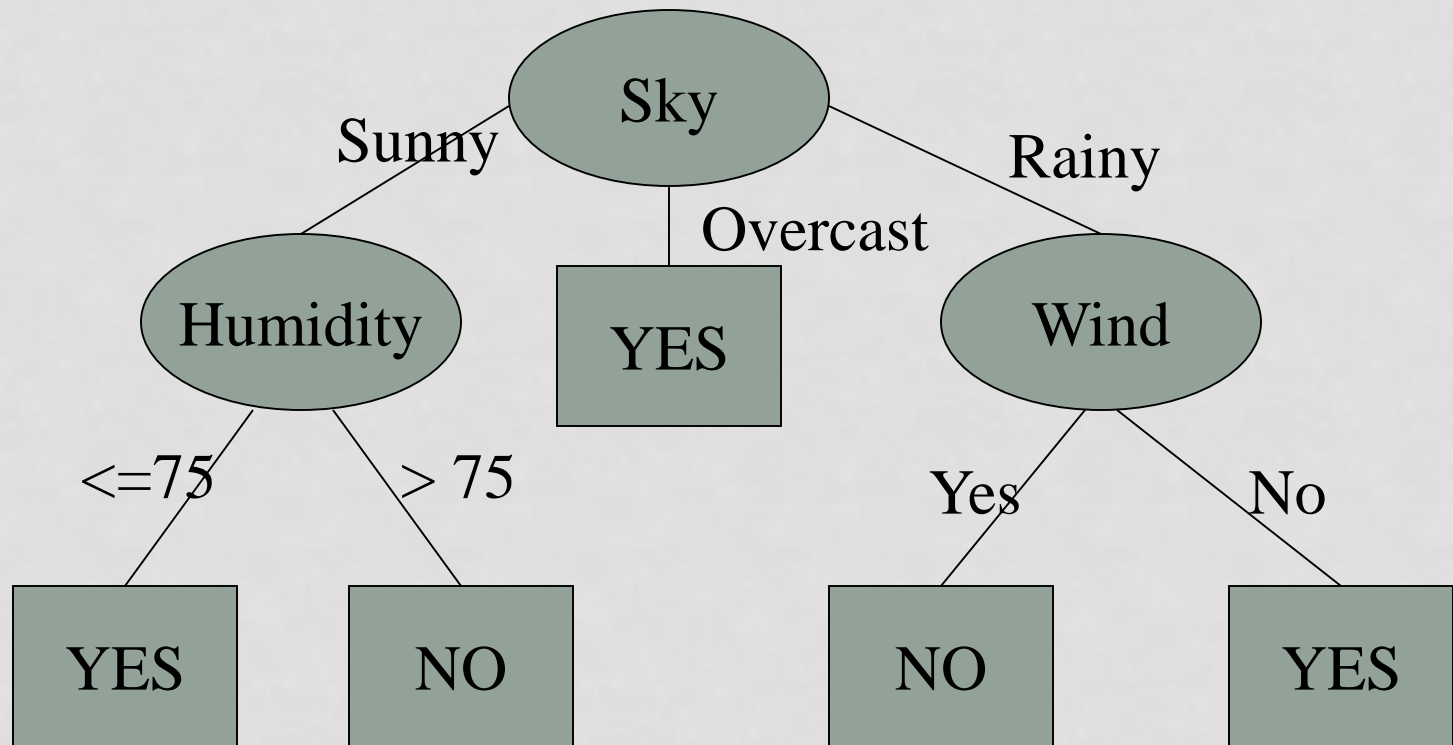 Sky
Sunny
Rainy
Overcast
Humidity
YES
Wind
<=75
> 75
Yes
No
YES
NO
NO
YES